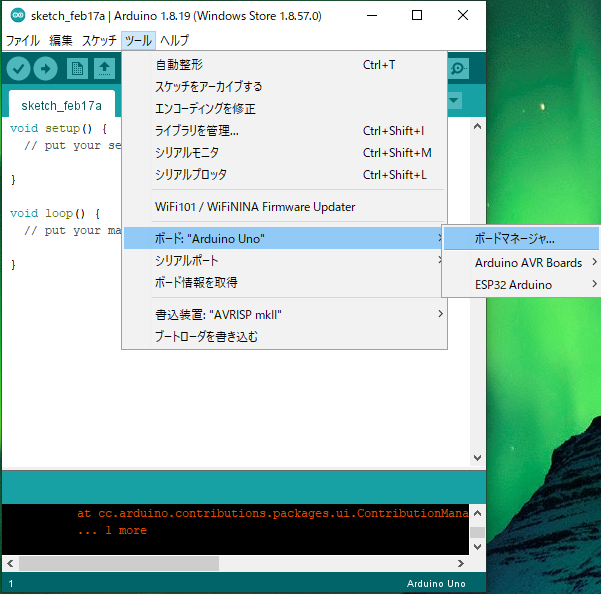 sketch_feb17a | Arduino 1.8.19 (Windows Store 1.8.57.0)
ファイル 編集 スケッチ ツール ヘルプ
自動整形 Ctrl+T
スケッチをアーカイブする
エンコーディングを修正
ライブラリを管理... Ctrl+Shift+I
シリアルモニタ Ctrl+Shift+M
シリアルプロッタ Ctrl+Shift+L
WiFi101 / WiFiNINA Firmware Updater
ボード: "Arduino Uno"
シリアルポート
ボード情報を取得
書込装置: "AVRISP mkII"
ブートローダを書き込む
ボードマネージャ...
Arduino AVR Boards
ESP32 Arduino
sketch_feb17a
void setup() {
// put your se
}
void loop() {
// put your ma
}
at cc.arduino.contributions.packages.ui.ContributionMana
... 1 more
1 Arduino Uno